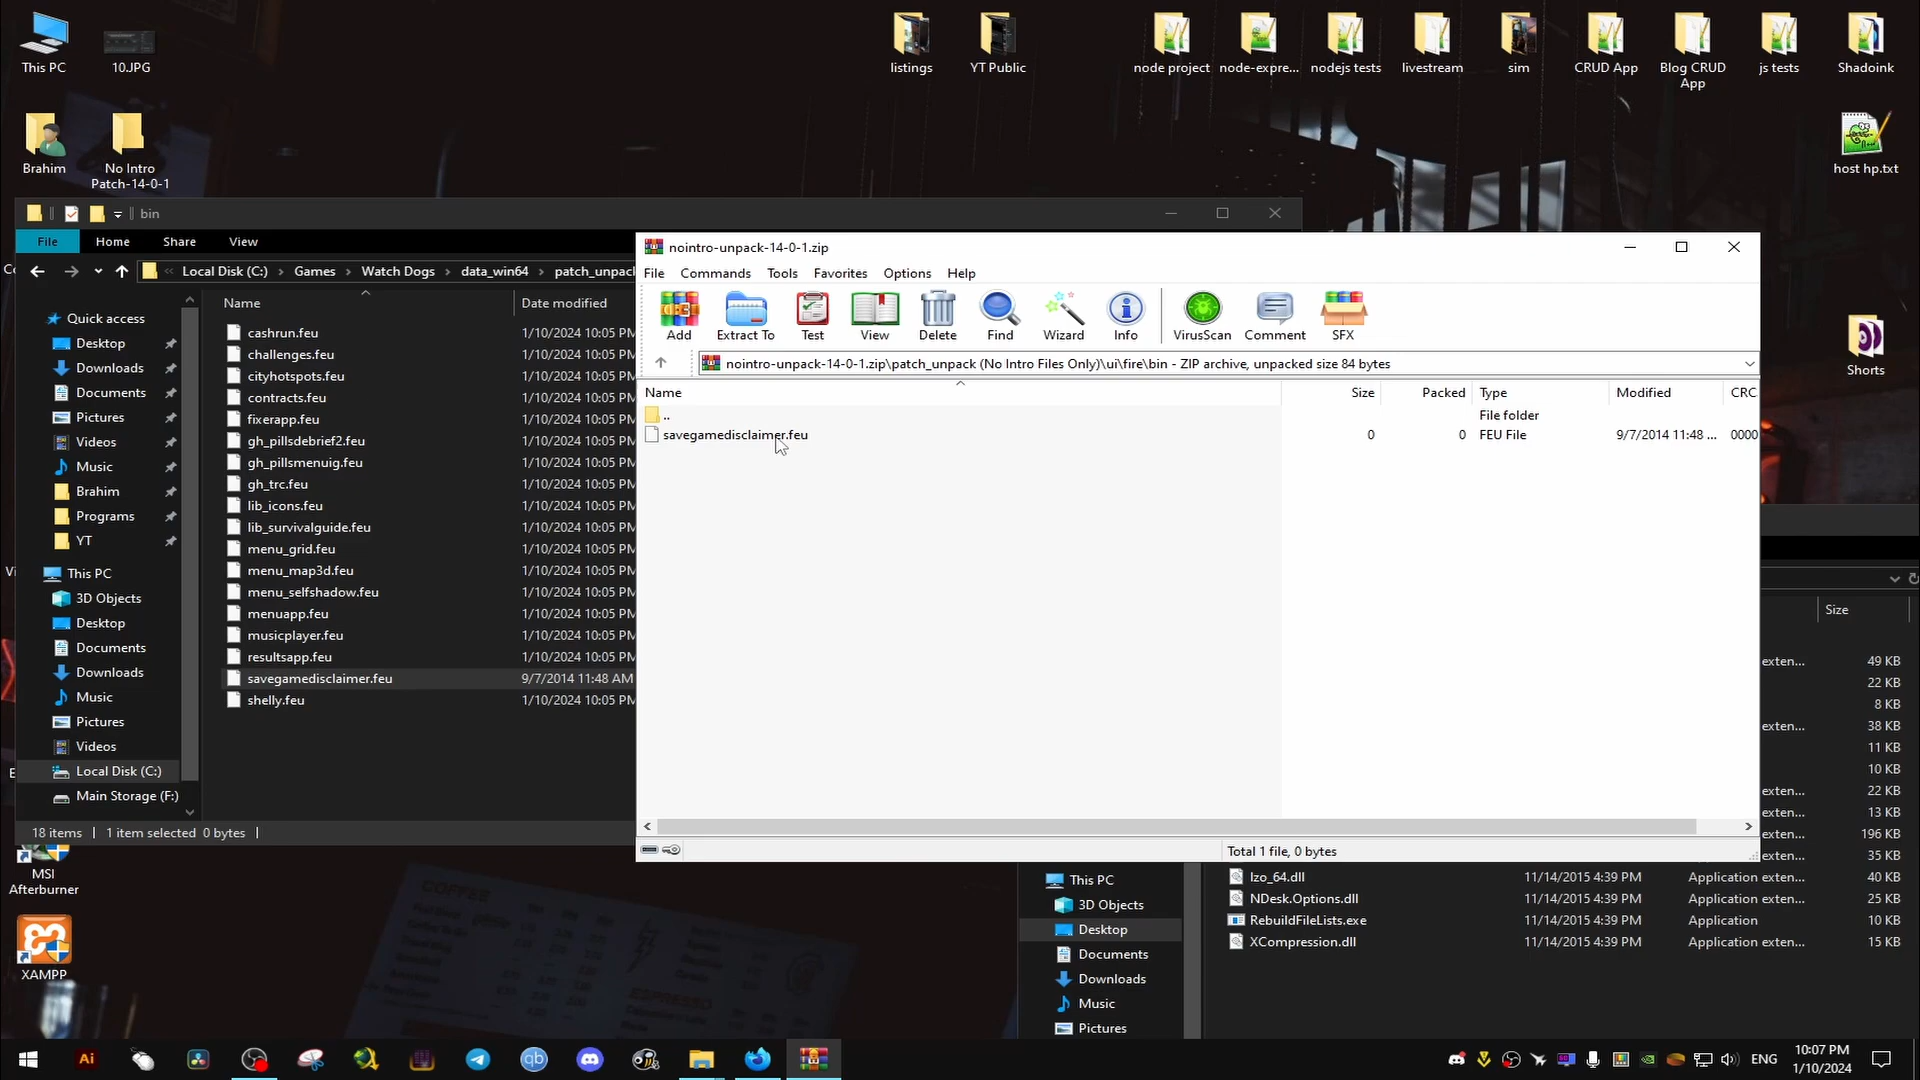 This PC
10.JPG
listings
YT Public
node project
node-expre...
nodejs tests
livestream
sim
CRUD App
Blog CRUD
App
js tests
Shadoink
Brahim
No Intro
Patch-14-0-1
host hp.txt
bin
File
Home
Share
View
Local Disk (C:) › Games › Watch Dogs › data_win64 › patch_unpack
Name
Date modified
Quick access
Desktop
Downloads
Documents
Pictures
Videos
Music
Brahim
Programs
YT
This PC
3D Objects
Desktop
Documents
Downloads
Music
Pictures
Videos
Local Disk (C:)
Main Storage (F:)
cashrun.feu 1/10/2024 10:05 PM
challenges.feu 1/10/2024 10:05 PM
cityhotspots.feu 1/10/2024 10:05 PM
contracts.feu 1/10/2024 10:05 PM
fixerapp.feu 1/10/2024 10:05 PM
gh_pillsdebrief2.feu 1/10/2024 10:05 PM
gh_pillsmenuig.feu 1/10/2024 10:05 PM
gh_trc.feu 1/10/2024 10:05 PM
lib_icons.feu 1/10/2024 10:05 PM
lib_survivalguide.feu 1/10/2024 10:05 PM
menu_grid.feu 1/10/2024 10:05 PM
menu_map3d.feu 1/10/2024 10:05 PM
menu_selfshadow.feu 1/10/2024 10:05 PM
menuapp.feu 1/10/2024 10:05 PM
musicplayer.feu 1/10/2024 10:05 PM
resultsapp.feu 1/10/2024 10:05 PM
savegamedisclaimer.feu 9/7/2014 11:48 AM
shelly.feu 1/10/2024 10:05 PM
18 items 1 item selected 0 bytes
nointro-unpack-14-0-1.zip
File Commands Tools Favorites Options Help
Add Extract To Test View Delete Find Wizard Info VirusScan Comment SFX
nointro-unpack-14-0-1.zip\patch_unpack (No Intro Files Only)\ui\fire\bin - ZIP archive, unpacked size 84 bytes
Name Size Packed Type Modified CRC
.. File folder
savegamedisclaimer.feu 0 0 FEU File 9/7/2014 11:48 ... 0000
Total 1 file, 0 bytes
Shorts
Size
exten... 49 KB
22 KB
8 KB
exten... 38 KB
11 KB
10 KB
exten... 22 KB
exten... 13 KB
exten... 196 KB
exten... 35 KB
lzo_64.dll 11/14/2015 4:39 PM Application exten... 40 KB
NDesk.Options.dll 11/14/2015 4:39 PM Application exten... 25 KB
RebuildFileLists.exe 11/14/2015 4:39 PM Application 10 KB
XCompression.dll 11/14/2015 4:39 PM Application exten... 15 KB
This PC
3D Objects
Desktop
Documents
Downloads
Music
Pictures
MSI
Afterburner
XAMPP
COFFEE
ESPRESSO
Ai
qb
ENG
10:07 PM
1/10/2024